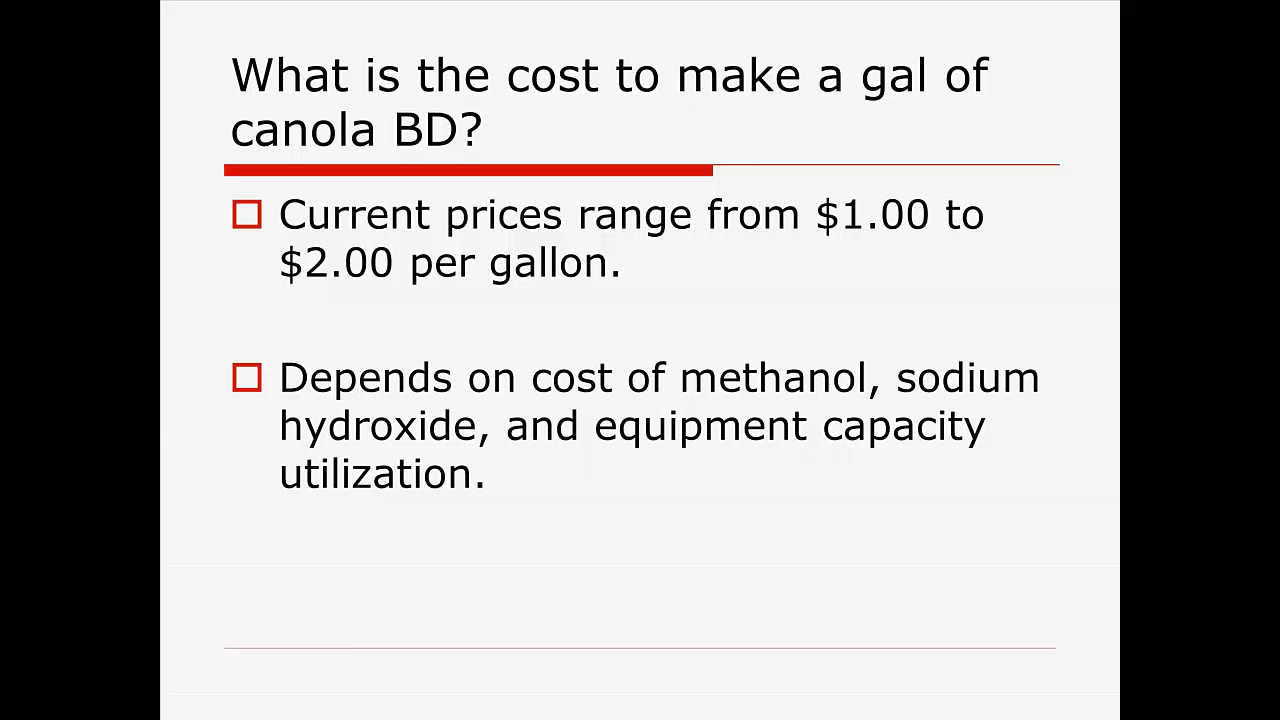 What is the cost to make a gal of
canola BD?
Current prices range from $1.00 to
$2.00 per gallon.
Depends on cost of methanol, sodium
hydroxide, and equipment capacity
utilization.